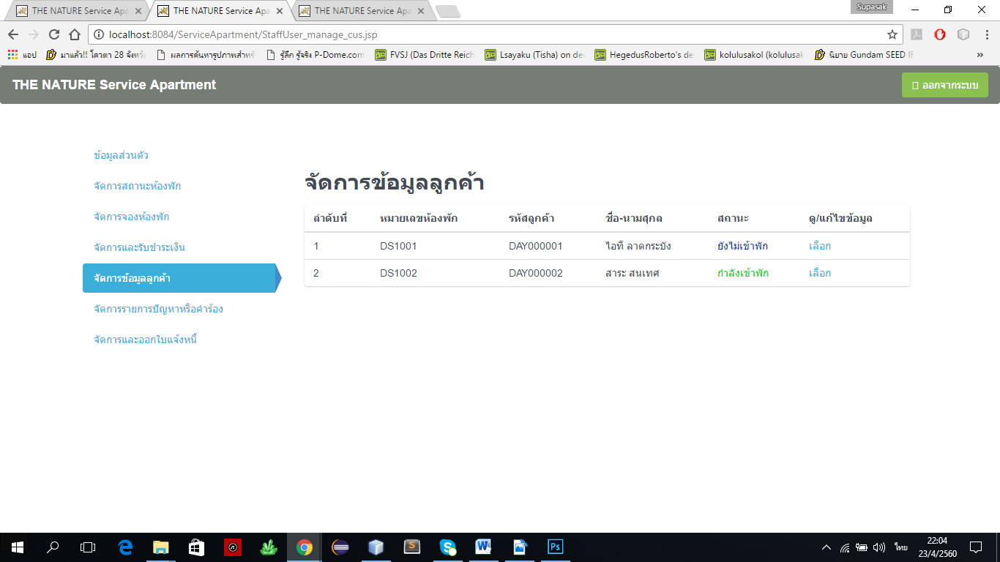 THE NATURE Service Apa
THE NATURE Service Apa
THE NATURE Service Apa
Supasak
localhost:8084/ServiceApartment/StaffUser_manage_cus.jsp
แอป
มาแล้ว!! โควตา 28 จังหวั
ผลการค้นหารูปภาพสำหรั
รู้ลึก รู้จริง P-Dome.com
FVSJ (Das Dritte Reich
Lsayaku (Tisha) on de
HegedusRoberto's de
kolulusakol (kolulusak
นิยาย Gundam SEED IF
»
THE NATURE Service Apartment
ออกจากระบบ
ข้อมูลส่วนตัว
จัดการสถานะห้องพัก
จัดการจองห้องพัก
จัดการและรับชำระเงิน
จัดการข้อมูลลูกค้า
จัดการรายการปัญหาหรือคำร้อง
จัดการและออกใบแจ้งหนี้
จัดการข้อมูลลูกค้า
ลำดับที่ หมายเลขห้องพัก รหัสลูกค้า ชื่อ-นามสุกล สถานะ ดู/แก้ไขข้อมูล
1 DS1001 DAY000001 ไอที ลาดกระบัง ยังไม่เข้าพัก เลือก
2 DS1002 DAY000002 สาระ สนเทศ กำลังเข้าพัก เลือก
ไทย
22:04
23/4/2560